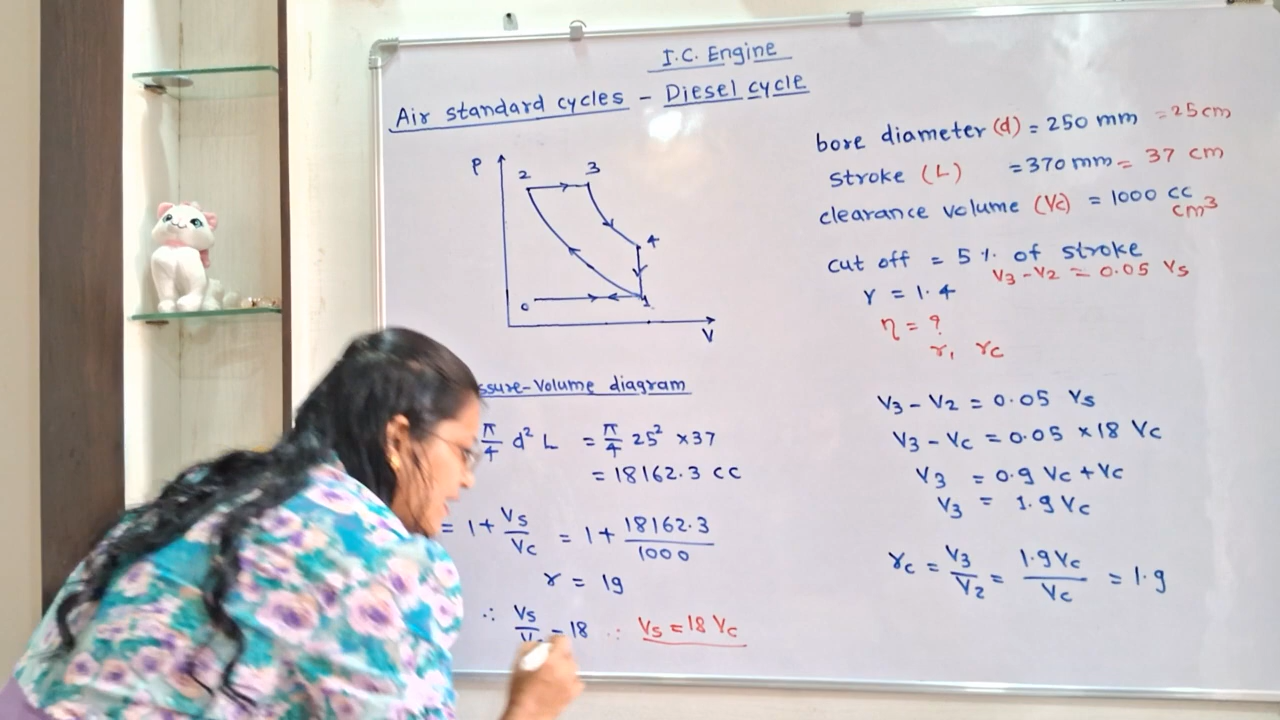 I.C. Engine
Air standard cycles - Diesel cycle
P
2
3
4
0
1
V
ssure-Volume diagram
π/4 d² L = π/4 25² ×37
= 18162.3 cc
= 1 + Vs/Vc = 1 + 18162.3/1000
r = 19
∴ Vs/V = 18 ∴ Vs = 18 Vc
bore diameter (d) = 250 mm = 25 cm
stroke (L) = 370 mm = 37 cm
clearance volume (Vc) = 1000 cc
cm³
cut off = 5 % of stroke
V3 - V2 = 0.05 Vs
γ = 1.4
η = ?
r, rc
V3 - V2 = 0.05 Vs
V3 - Vc = 0.05 × 18 Vc
V3 = 0.9 Vc + Vc
V3 = 1.9 Vc
rc = V3/V2 = 1.9 Vc/Vc = 1.9